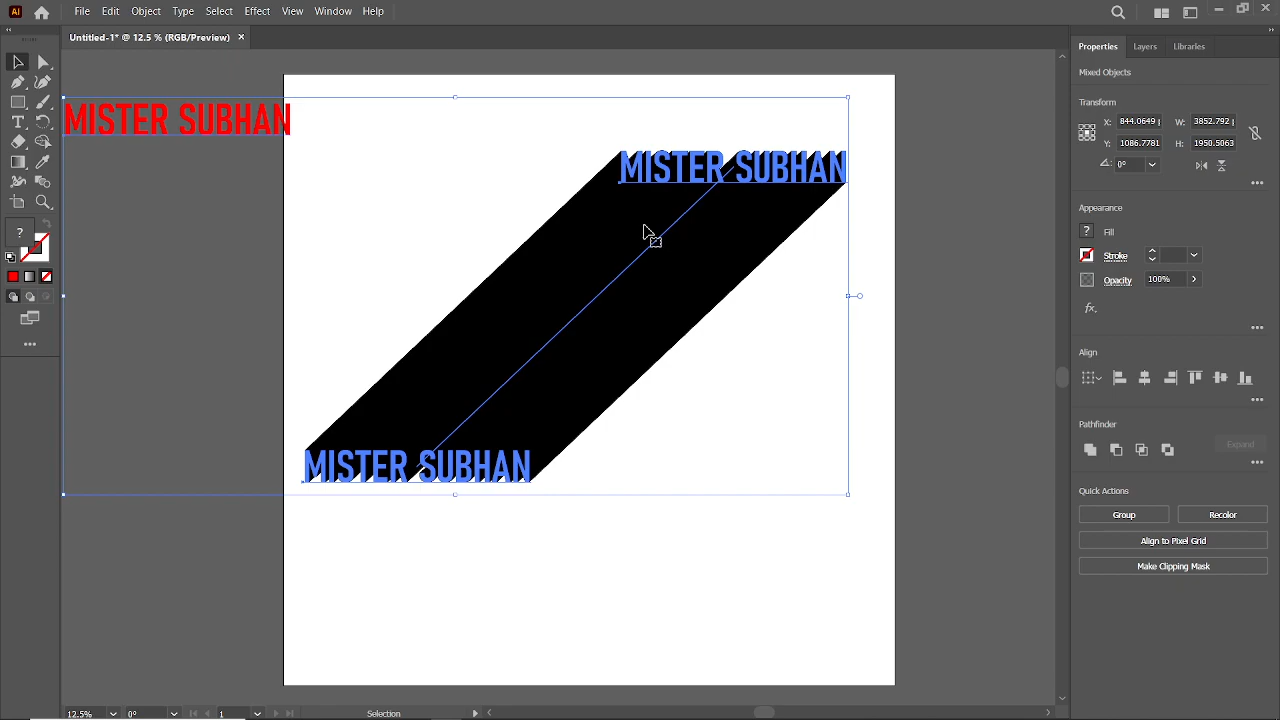 Ai File Edit Object Type Select Effect View Window Help
Untitled-1* @ 12.5 % (RGB/Preview) ×
Properties Layers Libraries
Mixed Objects
Transform
X: 844.0649 W: 3852.792
Y: 1086.7781 H: 1950.5063
0°
Appearance
? Fill
Stroke
Opacity 100%
fx.
Align
Pathfinder
Expand
Quick Actions
Group Recolor
Align to Pixel Grid
Make Clipping Mask
MISTER SUBHAN
MISTER SUBHAN
MISTER SUBHAN
?
12.5% 0° 1 Selection